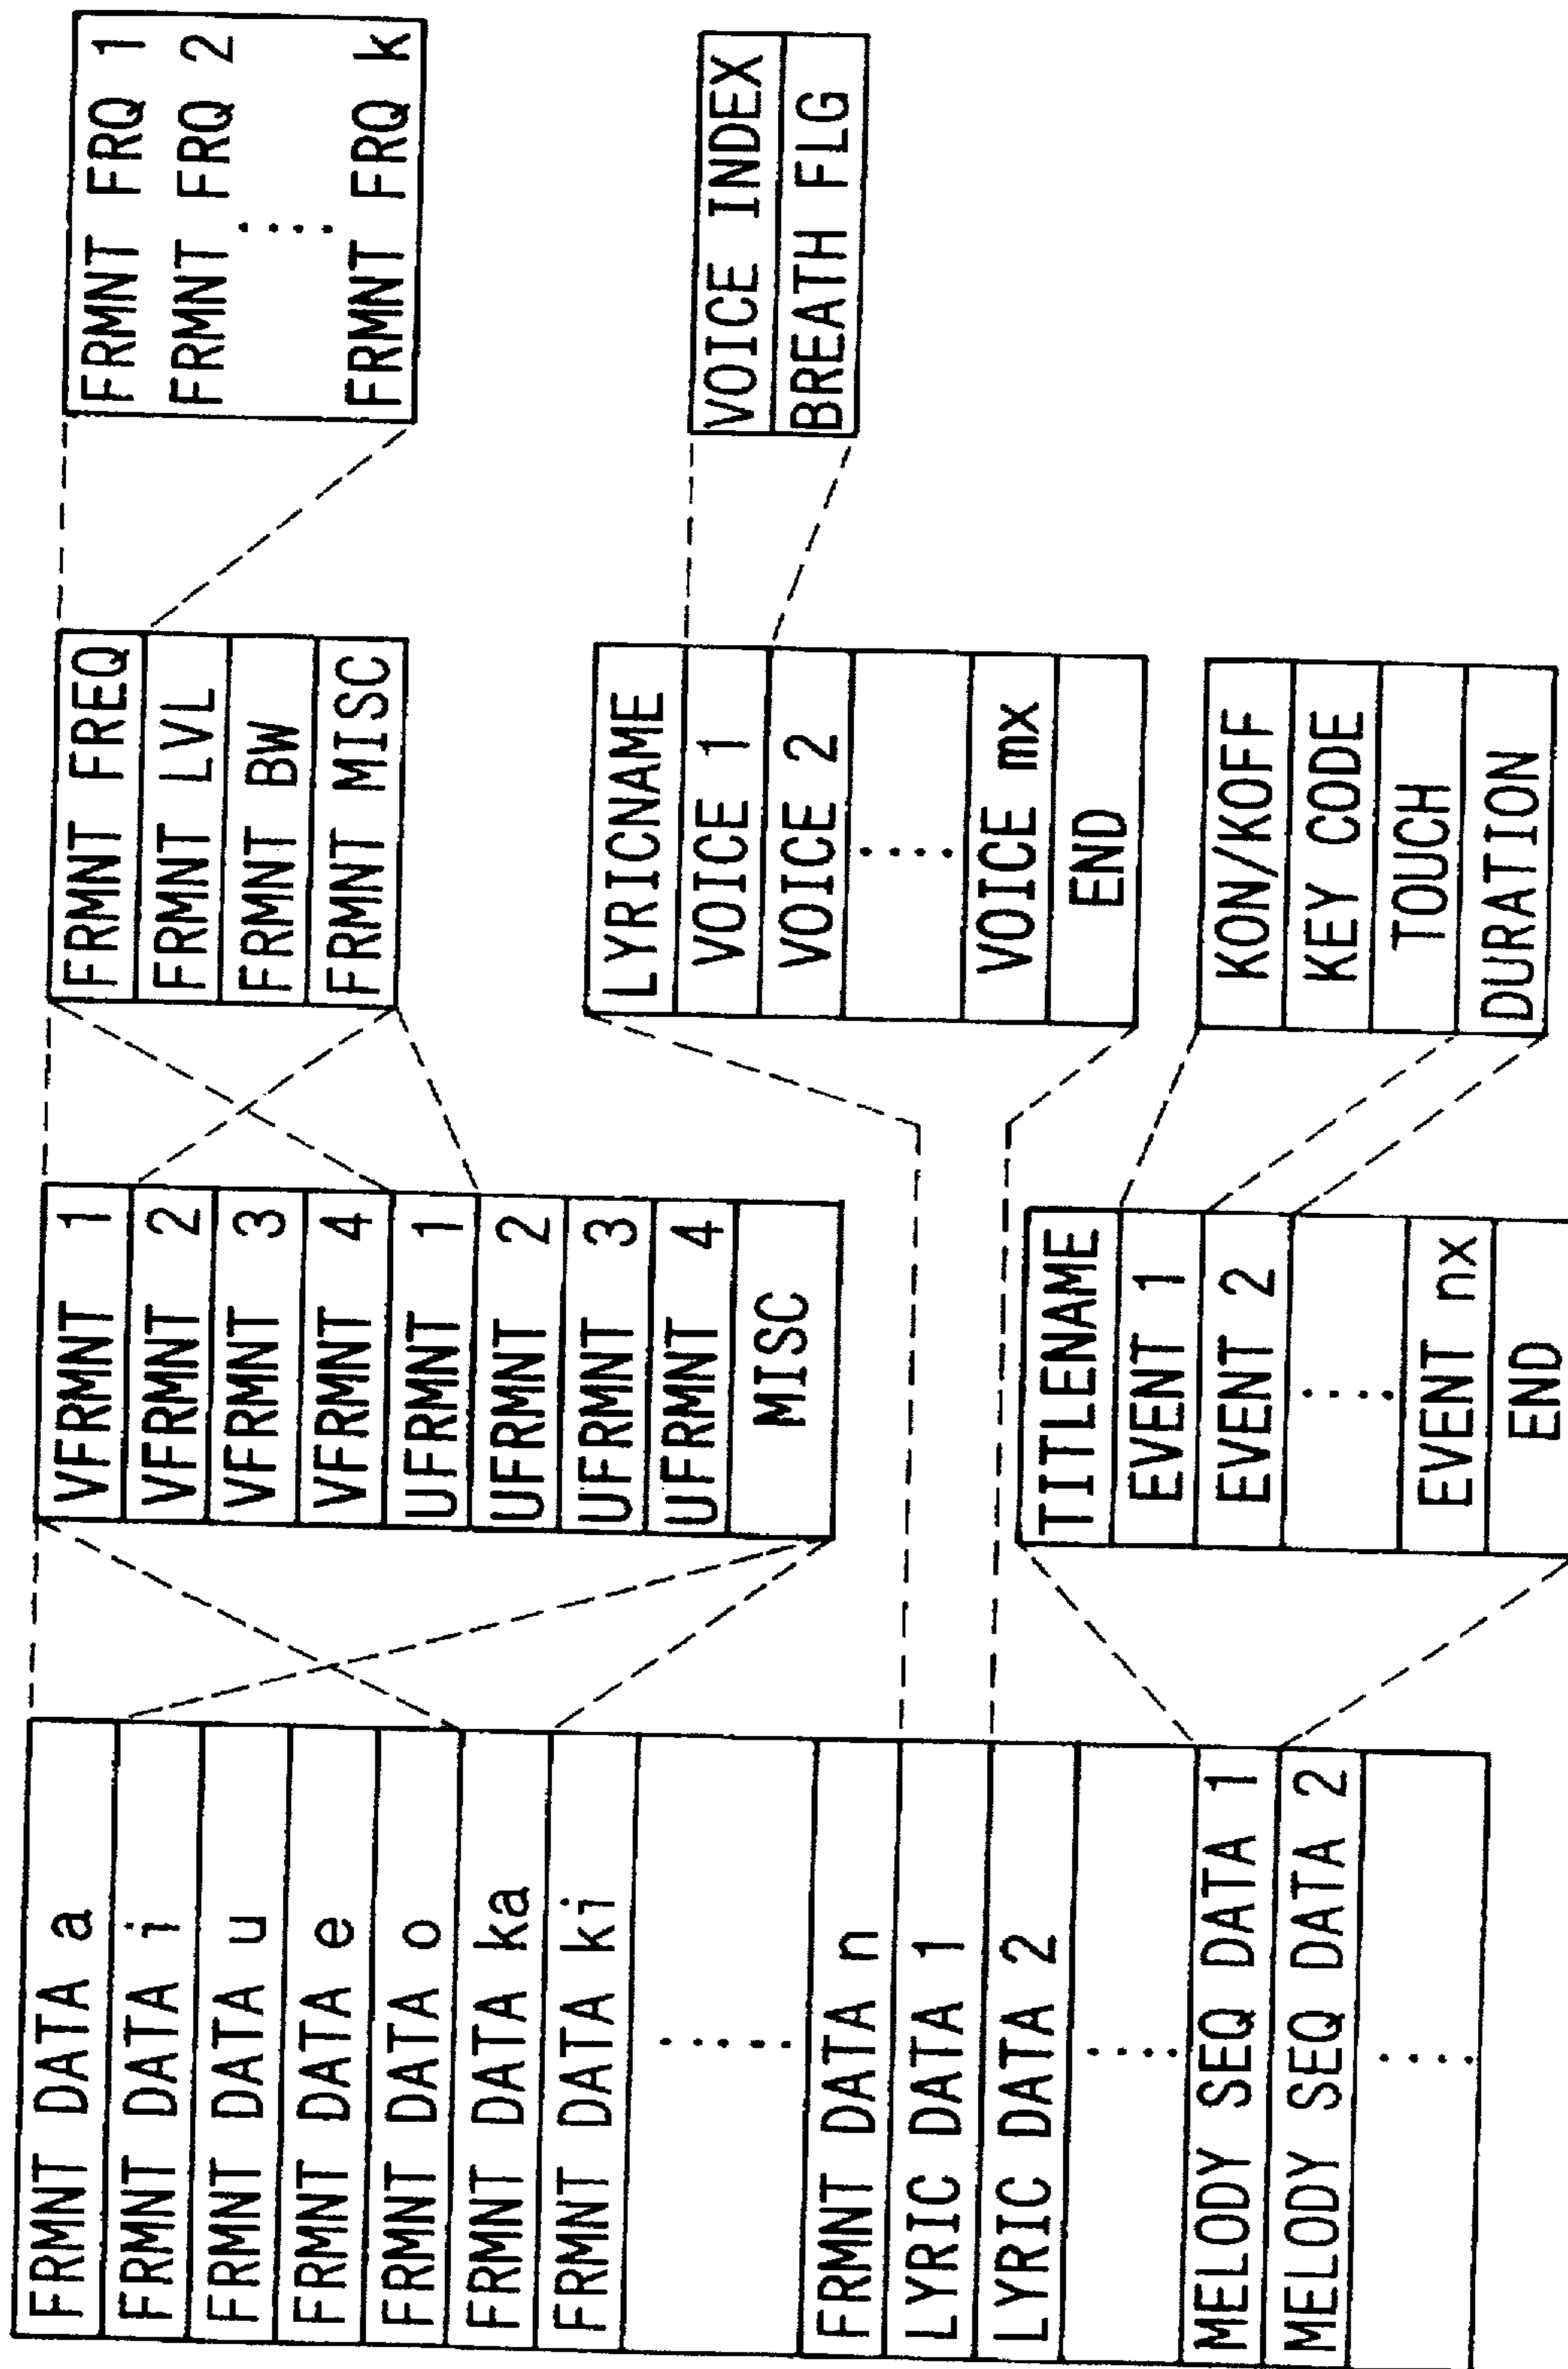 FRMNT DATA a
FRMNT DATA i
FRMNT DATA u
FRMNT DATA e
FRMNT DATA o
FRMNT DATA ka
FRMNT DATA ki
.....
FRMNT DATA n
LYRIC DATA 1
LYRIC DATA 2
....
MELODY SEQ DATA 1
MELODY SEQ DATA 2
....
VFRMNT 1
VFRMNT 2
VFRMNT 3
VFRMNT 4
UFRMNT 1
UFRMNT 2
UFRMNT 3
UFRMNT 4
MISC
TITLENAME
EVENT 1
EVENT 2
....
EVENT nx
END
FRMNT FREQ
FRMNT LVL
FRMNT BW
FRMNT MISC
LYRICNAME
VOICE 1
VOICE 2
....
VOICE mx
END
KON/KOFF
KEY CODE
TOUCH
DURATION
FRMNT FRQ 1
FRMNT FRQ 2
....
FRMNT FRQ k
VOICE INDEX
BREATH FLG